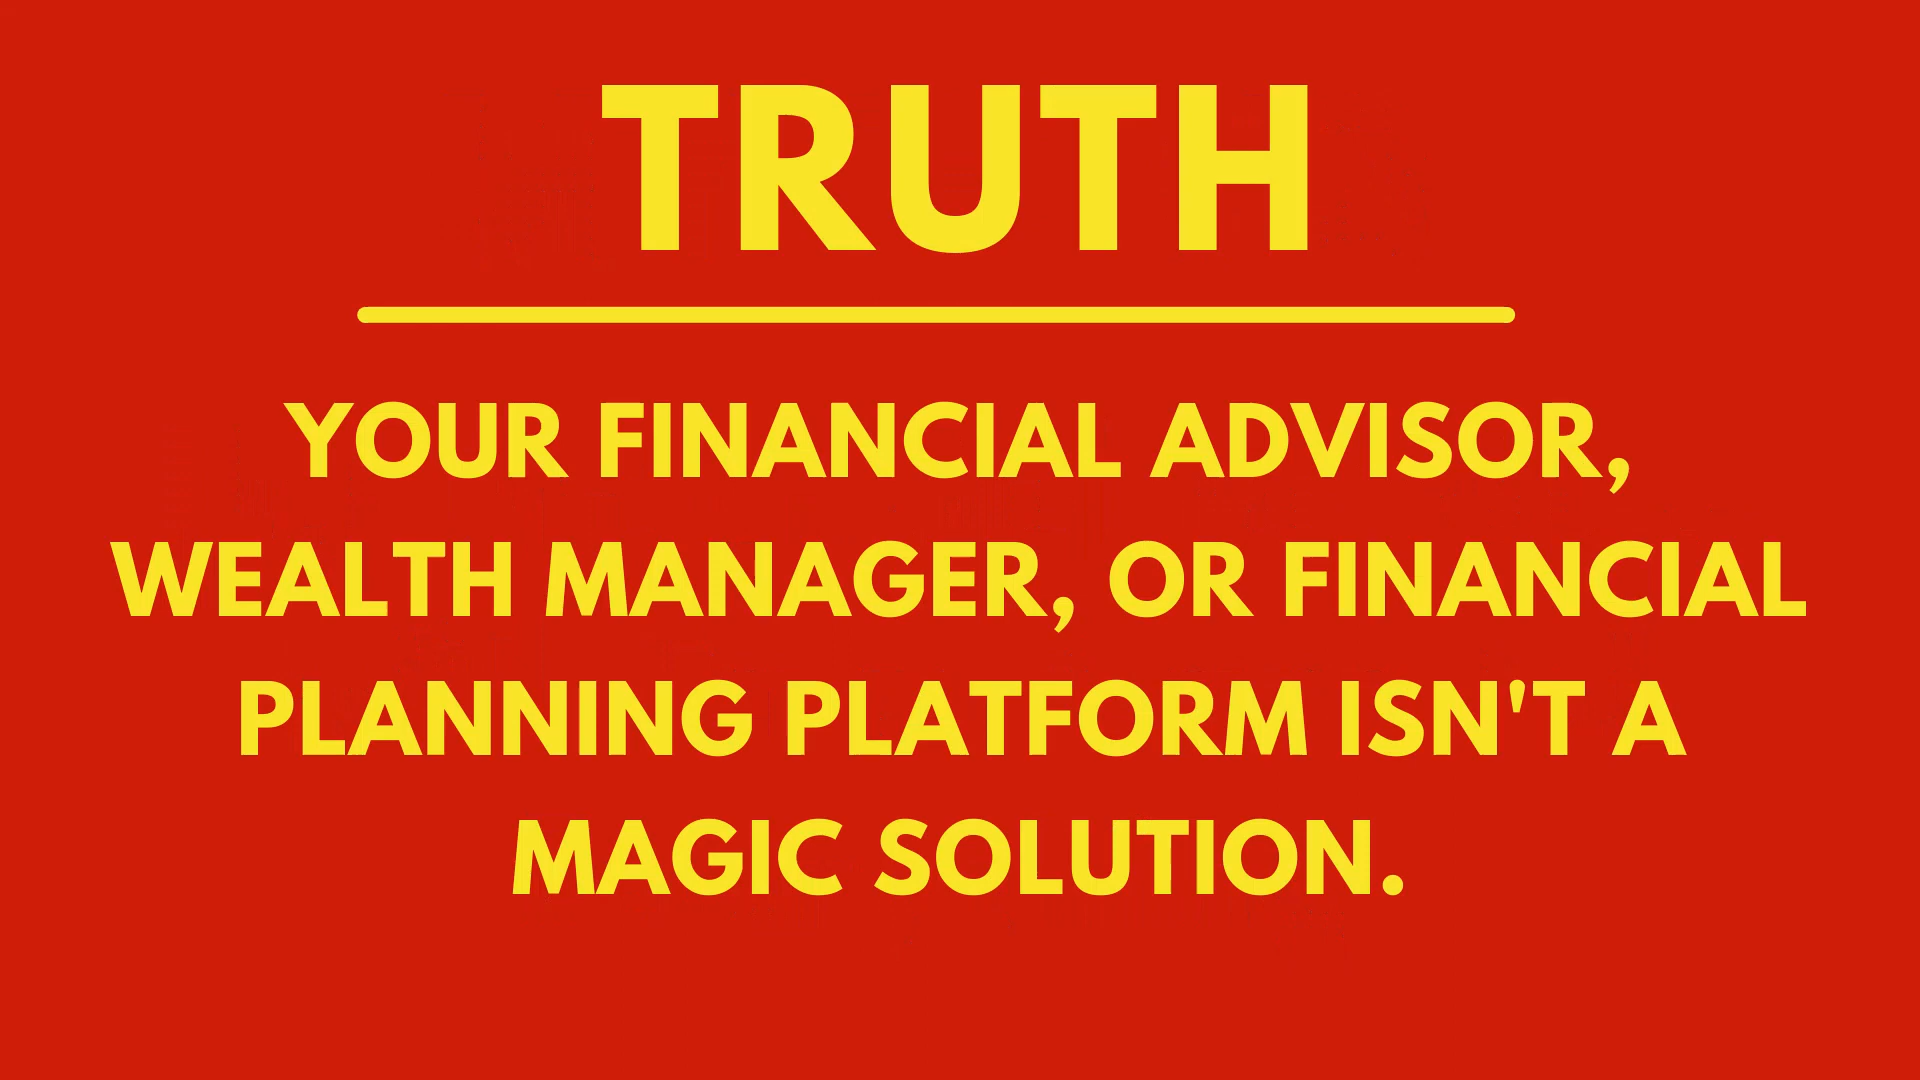 TRUTH
YOUR FINANCIAL ADVISOR,
WEALTH MANAGER, OR FINANCIAL
PLANNING PLATFORM ISN'T A
MAGIC SOLUTION.